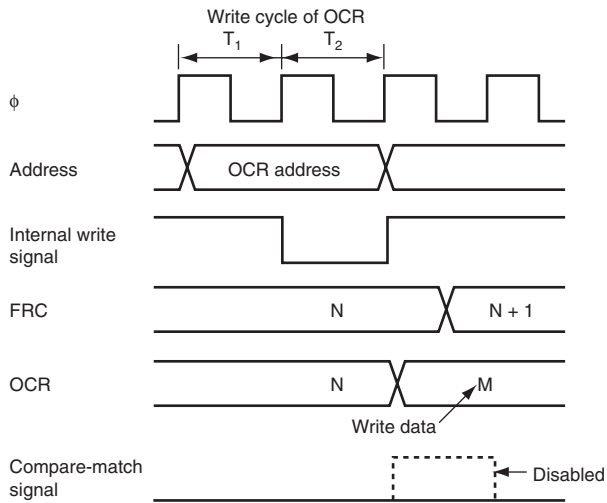 Write cycle of OCR
T1 T2
ϕ
Address OCR address
Internal write
signal
FRC N N + 1
OCR N M
Write data
Compare-match
signal
Disabled